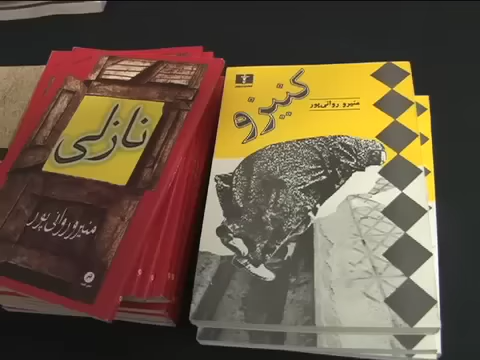 نازلی
منیرو روانی پور
کنیزو
منیرو روانی‌پور